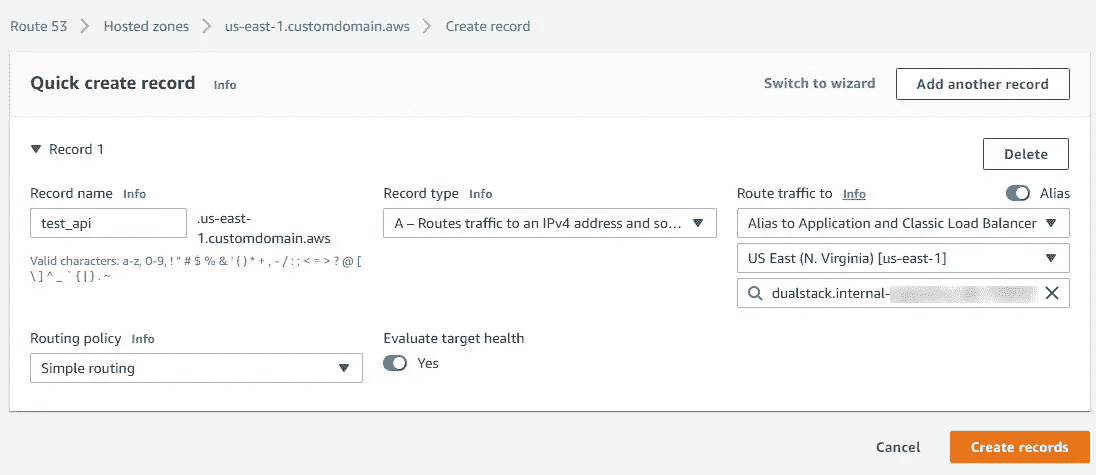 Route 53 > Hosted zones > us-east-1.customdomain.aws > Create record
Quick create record Info
Switch to wizard
Add another record
▼ Record 1
Delete
Record name Info
test_api
.us-east-
1.customdomain.aws
Valid characters: a-z, 0-9, ! " # $ % & ' ( ) * + , - / : ; < = > ? @ [
\ ] ^ _ ` { | } . ~
Record type Info
A – Routes traffic to an IPv4 address and so...
Route traffic to Info
Alias
Alias to Application and Classic Load Balancer
US East (N. Virginia) [us-east-1]
dualstack.internal-
Routing policy Info
Simple routing
Evaluate target health
Yes
Cancel
Create records